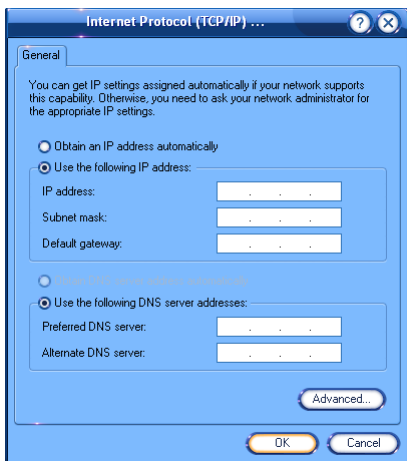 Internet Protocol (TCP/IP) ...
General
You can get IP settings assigned automatically if your network supports
this capability. Otherwise, you need to ask your network administrator for
the appropriate IP settings.
Obtain an IP address automatically
Use the following IP address:
IP address:
Subnet mask:
Default gateway:
Use the following DNS server addresses:
Preferred DNS server:
Alternate DNS server:
Advanced...
OK
Cancel